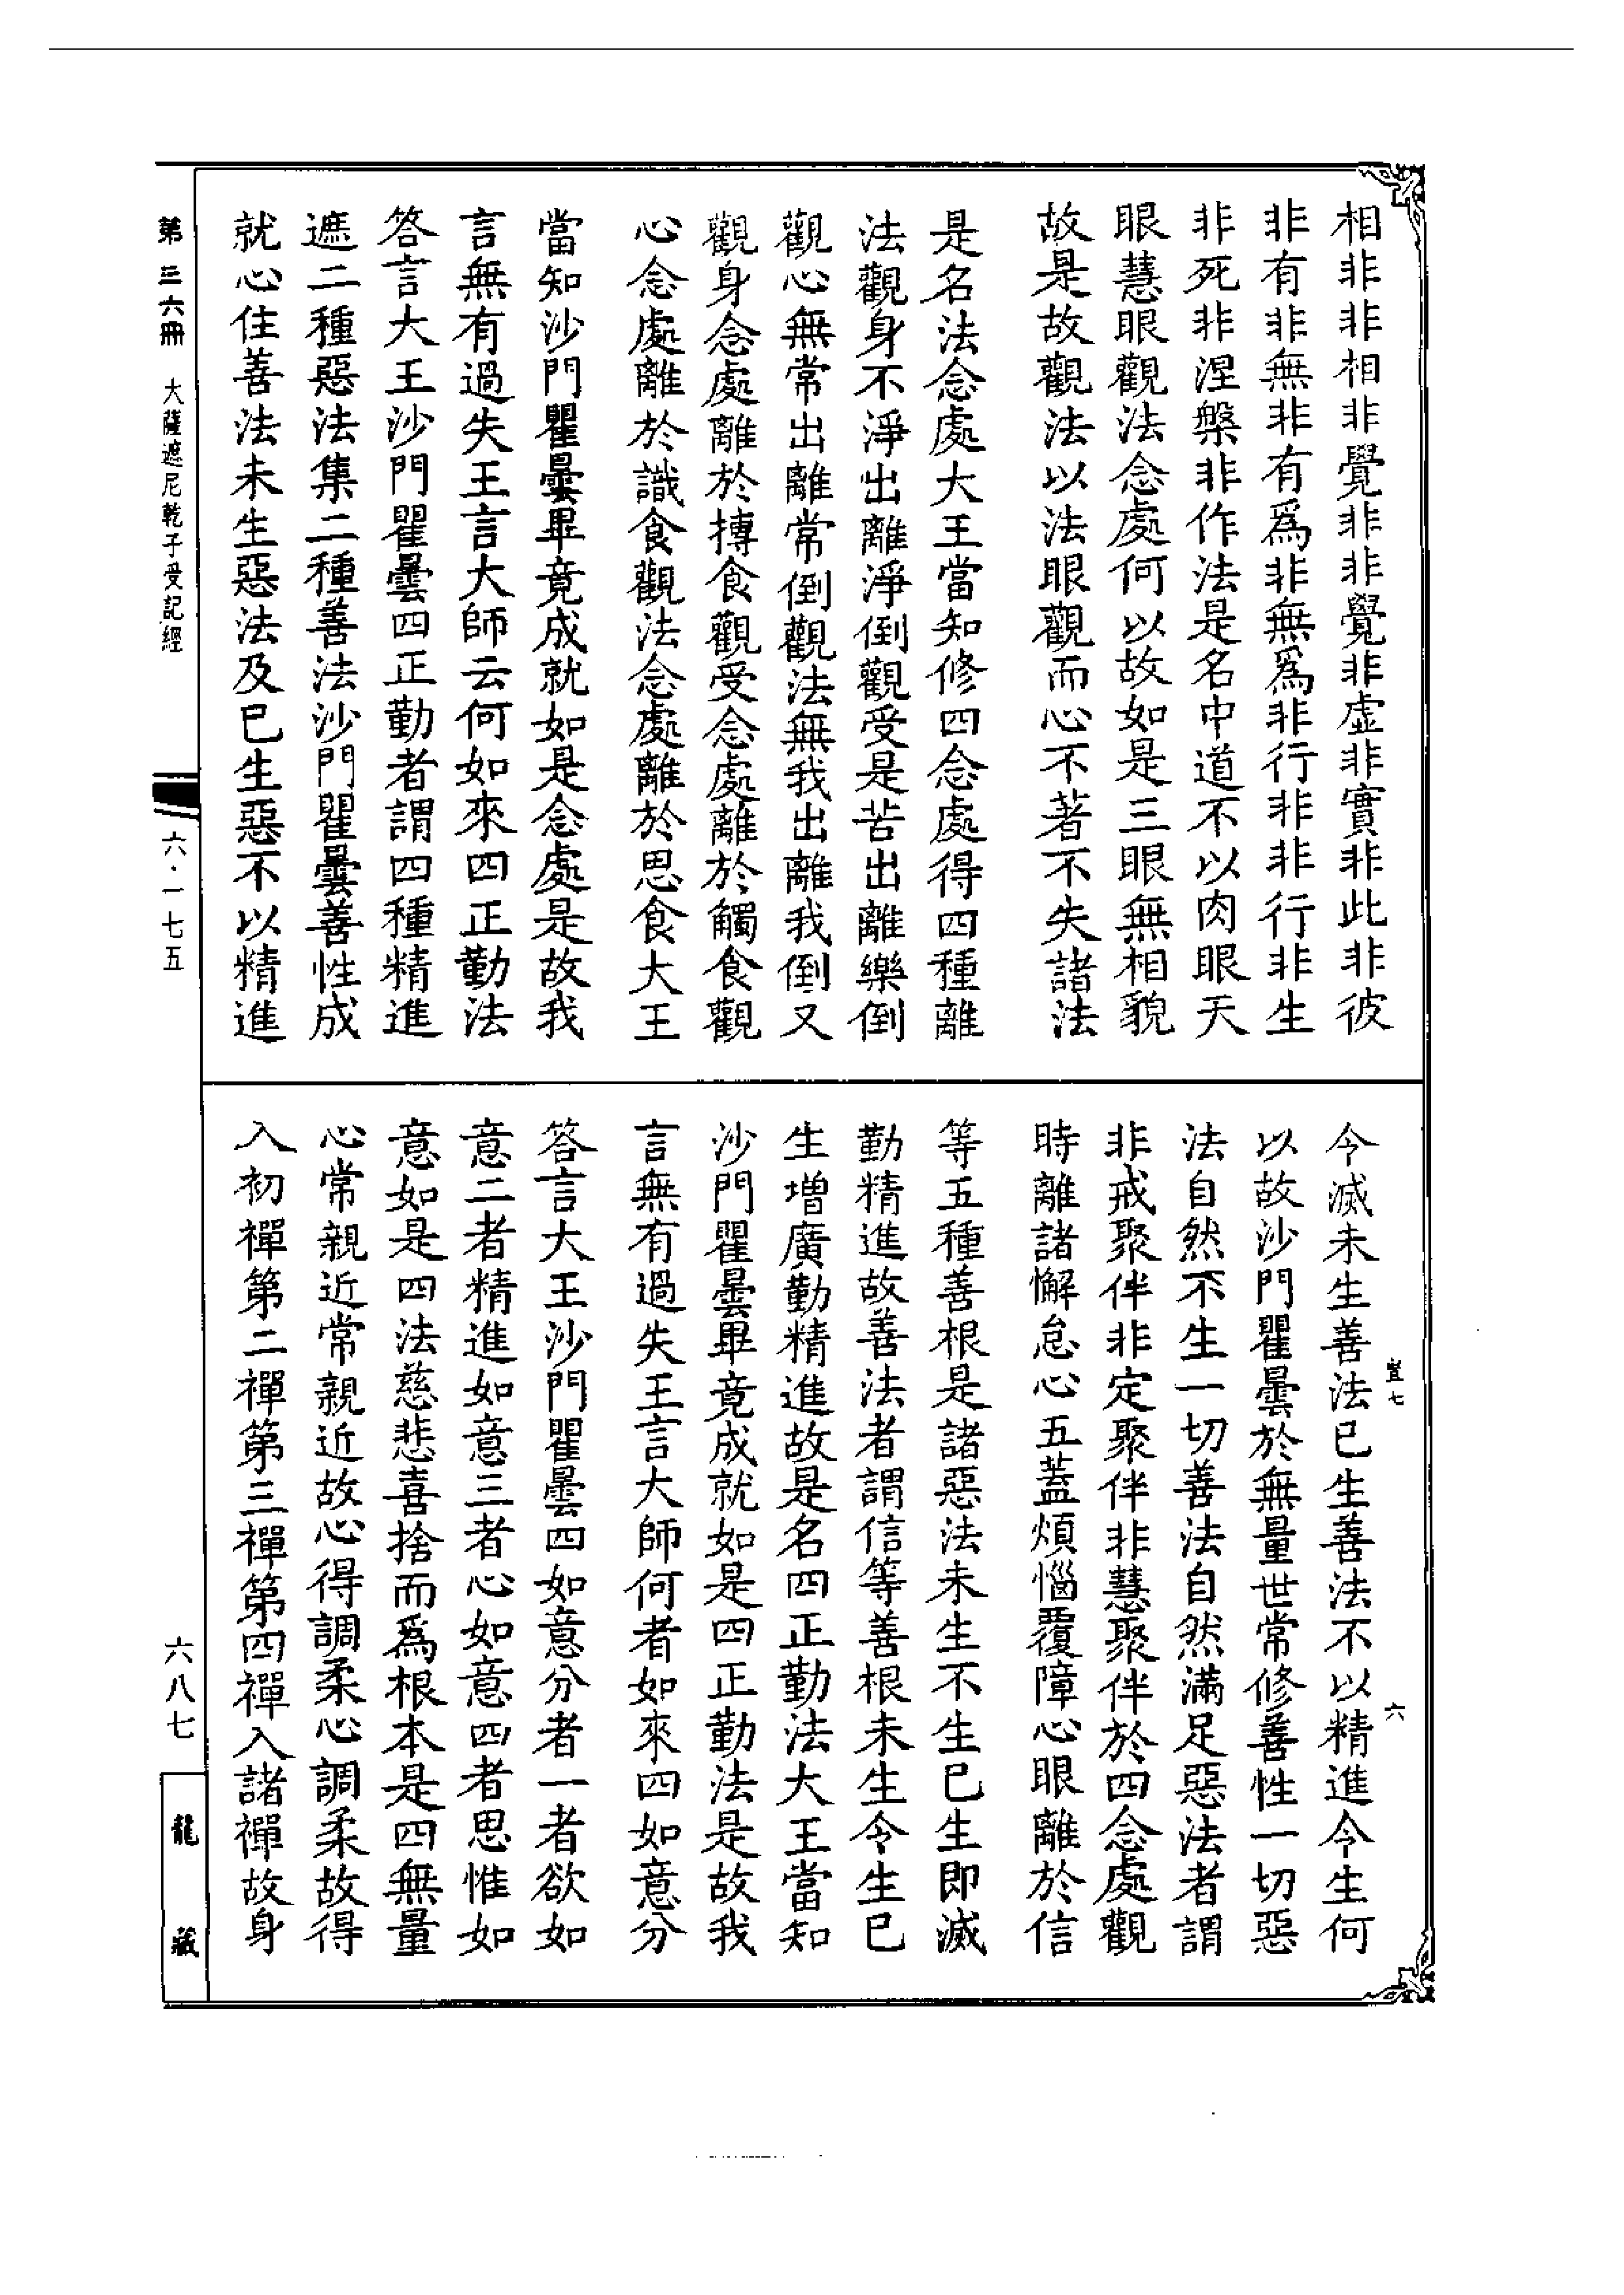 相非非相非覺非非覺非虛非實非此非彼
非有非無非有爲非無爲非行非非行非生
非死非涅槃非作法是名中道不以肉眼天
眼慧眼觀法念處何以故如是三眼無相貌
故是故觀法以法眼觀而心不著不失諸法
是名法念處大王當知修四念處得四種離
法觀身不淨出離淨倒觀受是苦出離樂倒
觀心無常出離常倒觀法無我出離我倒又
觀身念處離於摶食觀受念處離於觸食觀
心念處離於識食觀法念處離於思食大王
當知沙門瞿曇畢竟成就如是念處是故我
言無有過失王言大師云何如來四正勤法
答言大王沙門瞿曇四正勤者謂四種精進
遮二種惡法集二種善法沙門瞿曇善性成
就心住善法未生惡法及已生惡不以精進
令滅未生善法已生善法不以精進令生何
以故沙門瞿曇於無量世常修善性一切惡
法自然不生一切善法自然滿足惡法者謂
非戒聚伴非定聚伴非慧聚伴於四念處觀
時離諸懈怠心五蓋煩惱覆障心眼離於信
等五種善根是諸惡法未生不生已生即滅
勤精進故善法者謂信等善根未生令生已
生增廣勤精進故是名四正勤法大王當知
沙門瞿曇畢竟成就如是四正勤法是故我
言無有過失王言大師何者如來四如意分
答言大王沙門瞿曇四如意分者一者欲如
意二者精進如意三者心如意四者思惟如
意如是四法慈悲喜捨而爲根本是四無量
心常親近常親近故心得調柔心調柔故得
入初禪第二禪第三禪第四禪入諸禪故身
第三六冊 大薩遮尼乾子受記經
六·一七五
六八七
龍藏
七
六